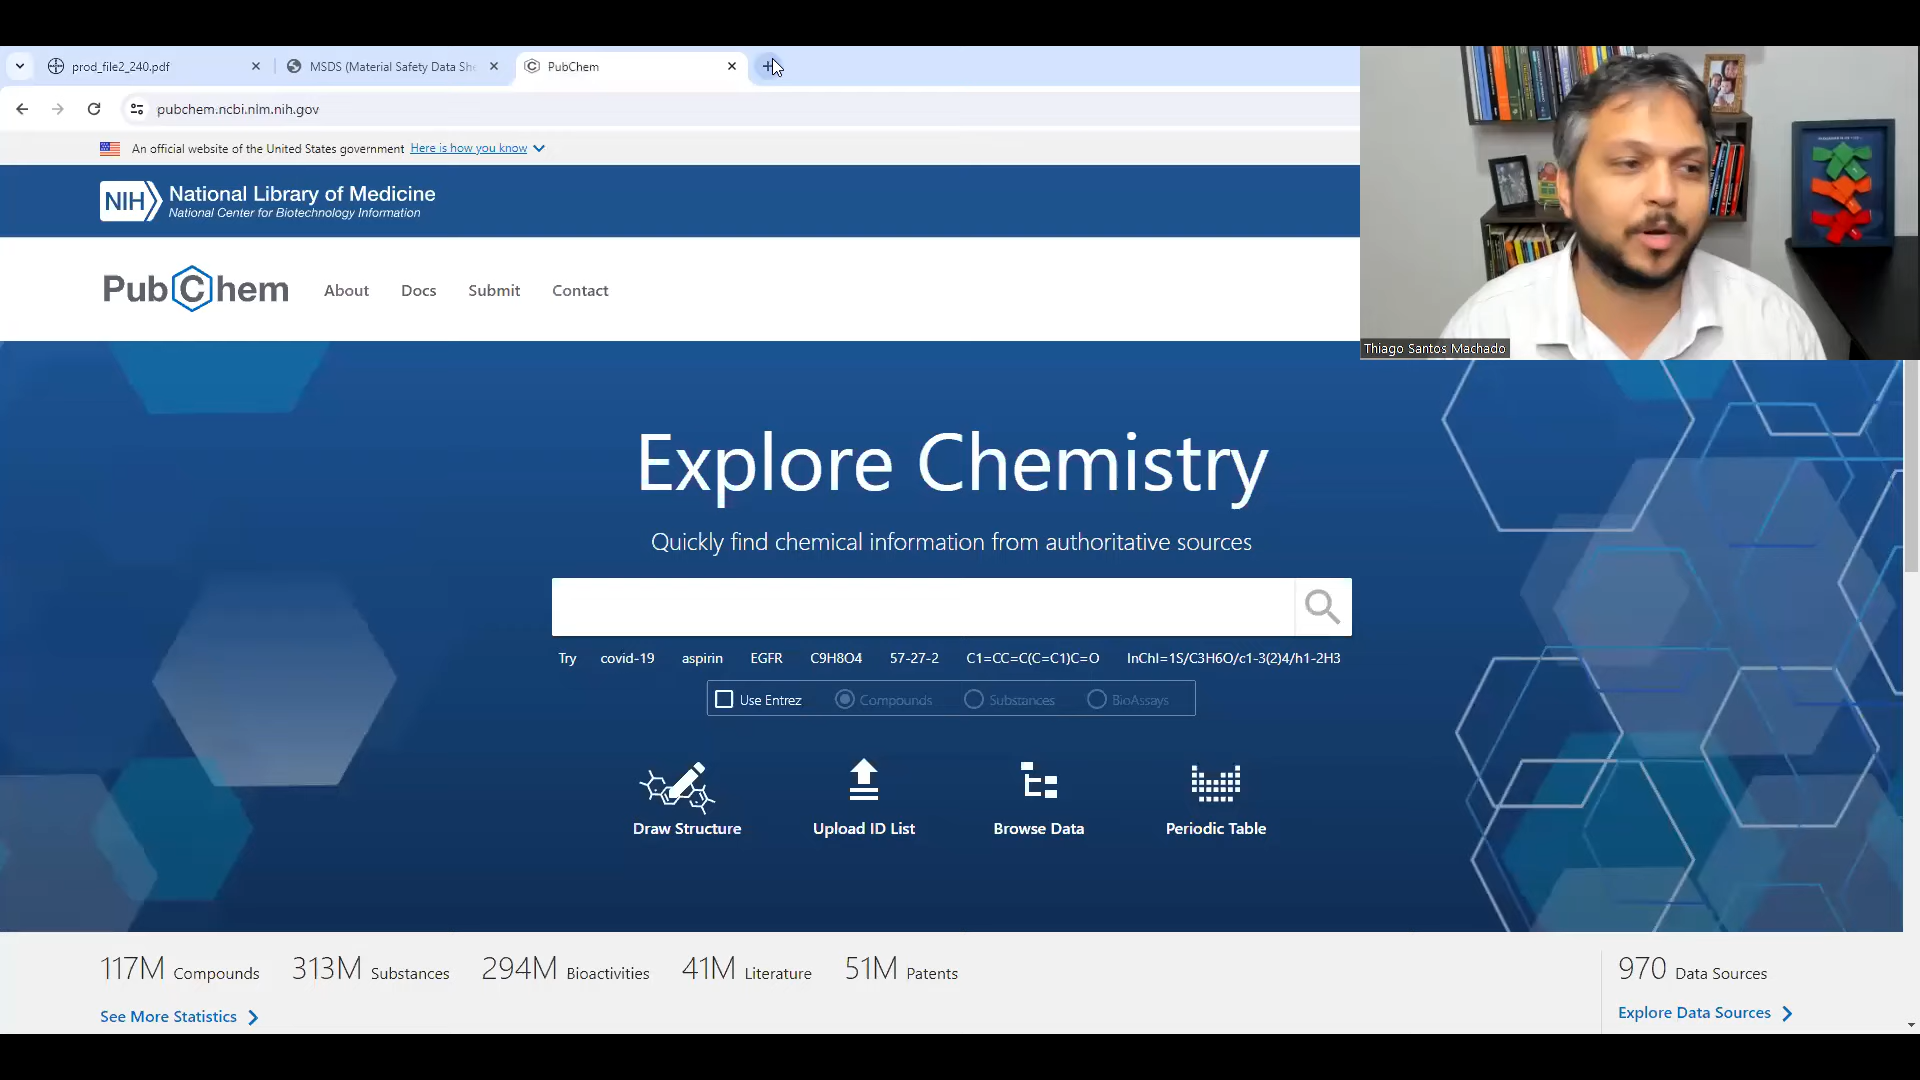 prod_file2_240.pdf
MSDS (Material Safety Data She
PubChem
pubchem.ncbi.nlm.nih.gov
An official website of the United States government Here is how you know
NIH National Library of Medicine
National Center for Biotechnology Information
PubChem About Docs Submit Contact
Thiago Santos Machado
Explore Chemistry
Quickly find chemical information from authoritative sources
Try covid-19 aspirin EGFR C9H8O4 57-27-2 C1=CC=C(C=C1)C=O InChI=1S/C3H6O/c1-3(2)4/h1-2H3
Use Entrez Compounds Substances BioAssays
Draw Structure Upload ID List Browse Data Periodic Table
117M Compounds 313M Substances 294M Bioactivities 41M Literature 51M Patents
970 Data Sources
See More Statistics
Explore Data Sources